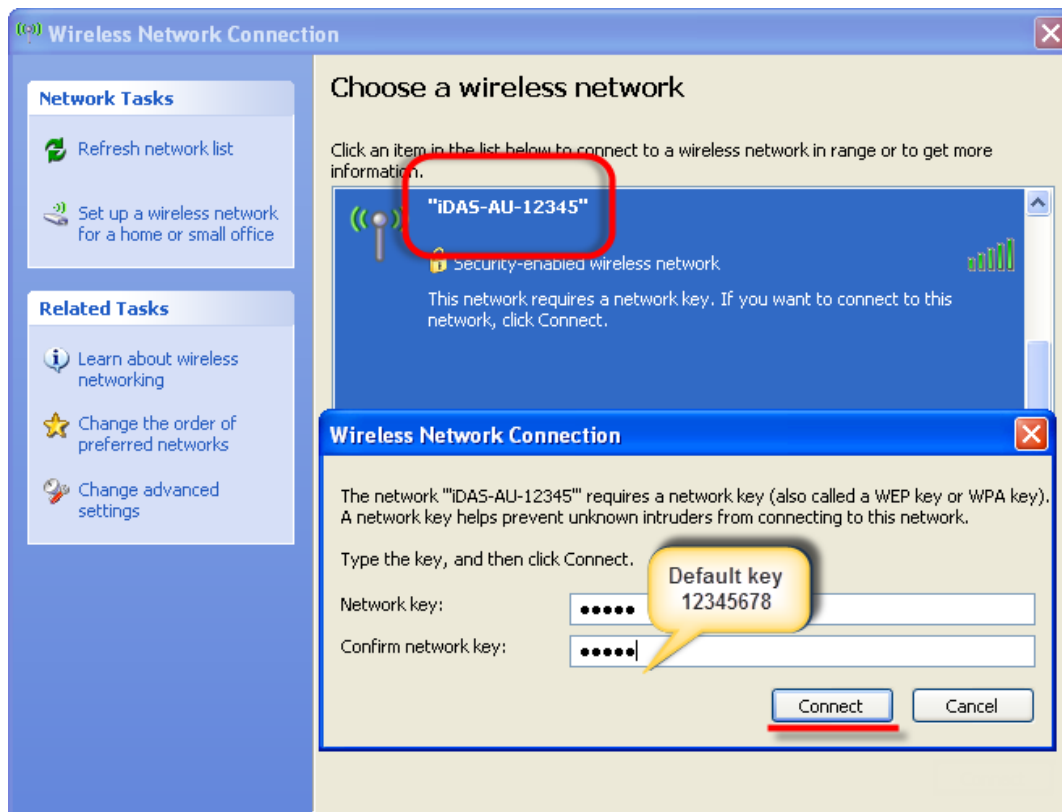 Wireless Network Connection
Network Tasks
Refresh network list
Set up a wireless network
for a home or small office
Related Tasks
Learn about wireless
networking
Change the order of
preferred networks
Change advanced
settings
Choose a wireless network
Click an item in the list below to connect to a wireless network in range or to get more
information.
"iDAS-AU-12345"
Security-enabled wireless network
This network requires a network key. If you want to connect to this
network, click Connect.
Wireless Network Connection
The network '"iDAS-AU-12345"' requires a network key (also called a WEP key or WPA key).
A network key helps prevent unknown intruders from connecting to this network.
Type the key, and then click Connect.
Default key
12345678
Network key: •••••
Confirm network key: •••••
Connect Cancel